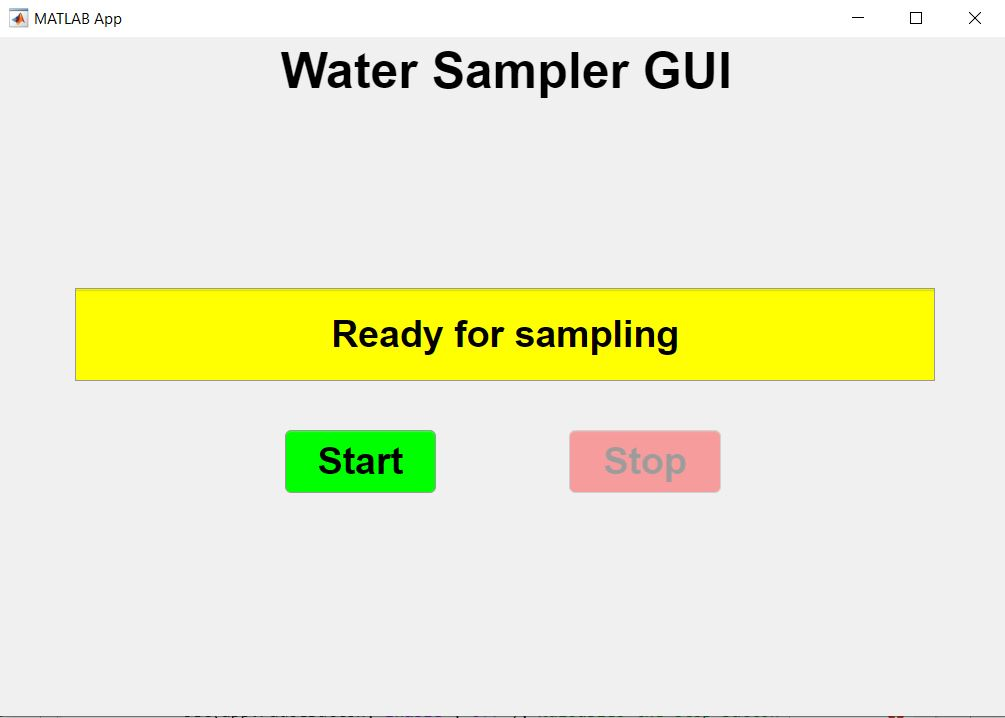 MATLAB App
Water Sampler GUI
Ready for sampling
Start
Stop